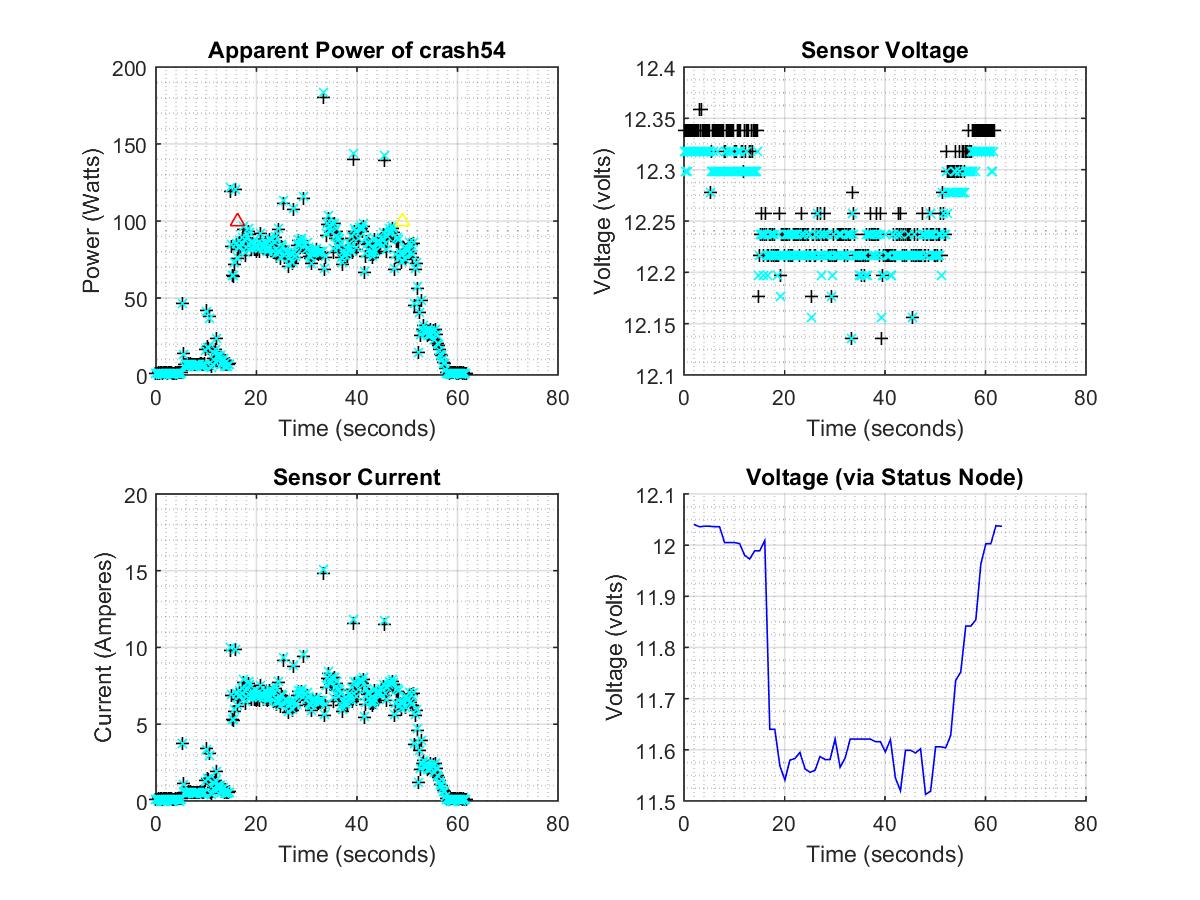 Apparent Power of crash54
200
150
100
50
0
Power (Watts)
0 20 40 60 80
Time (seconds)
Sensor Voltage
12.4
12.35
12.3
12.25
12.2
12.15
12.1
Voltage (volts)
0 20 40 60 80
Time (seconds)
Sensor Current
20
15
10
5
0
Current (Amperes)
0 20 40 60 80
Time (seconds)
Voltage (via Status Node)
12.1
12
11.9
11.8
11.7
11.6
11.5
Voltage (volts)
0 20 40 60 80
Time (seconds)